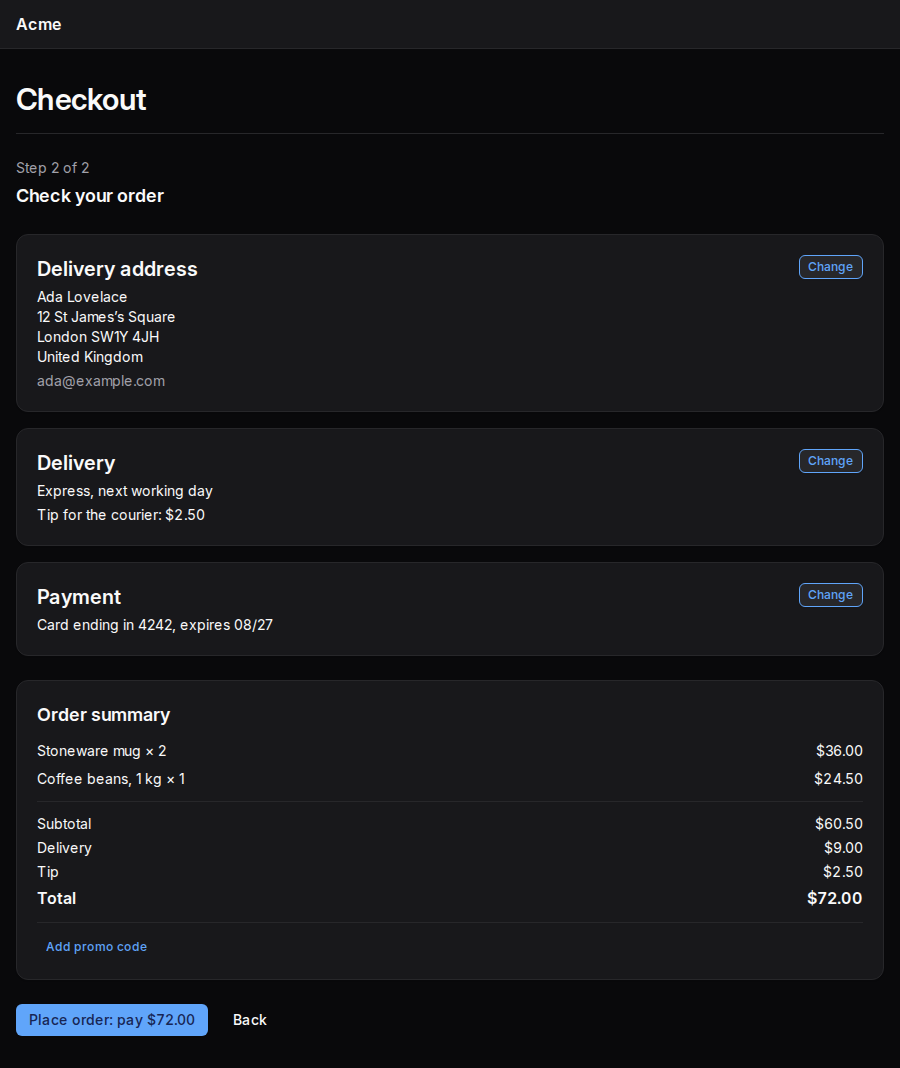 Acme
Checkout
Step 2 of 2
Check your order
Delivery address
Change
Ada Lovelace
12 St James’s Square
London SW1Y 4JH
United Kingdom
ada@example.com
Delivery
Change
Express, next working day
Tip for the courier: $2.50
Payment
Change
Card ending in 4242, expires 08/27
Order summary
Stoneware mug × 2 $36.00
Coffee beans, 1 kg × 1 $24.50
Subtotal $60.50
Delivery $9.00
Tip $2.50
Total $72.00
Add promo code
Place order: pay $72.00 Back